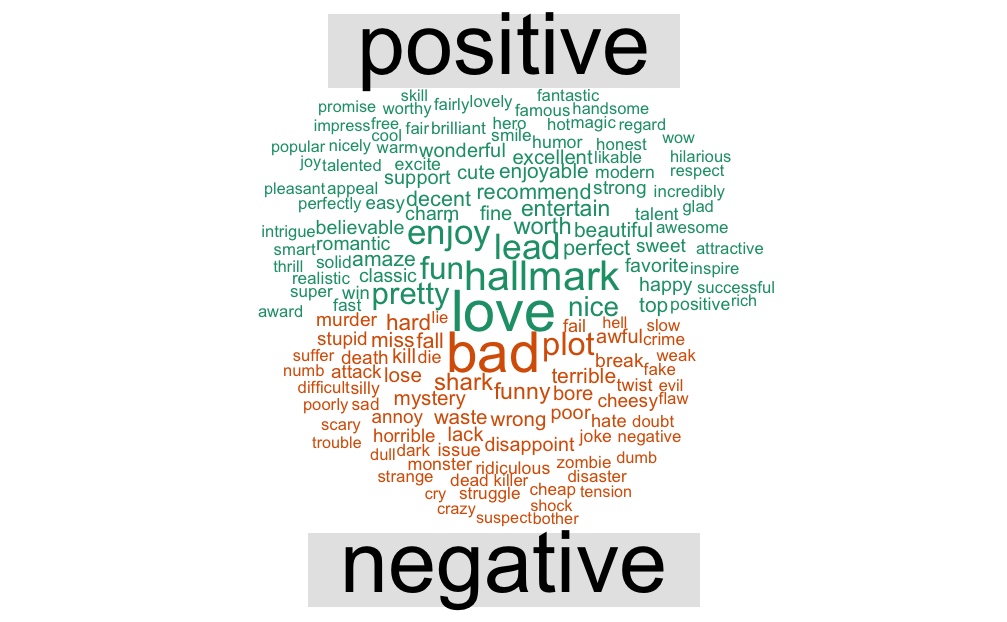 positive
skill fantastic
promise worthy fairly lovely famous handsome
impress free fair brilliant hero hot magic regard
cool smile wow
popular nicely warm wonderful humor honest
joy talented excite excellent likable hilarious
support cute enjoyable modern respect
pleasant appeal decent recommend strong incredibly
perfectly easy charm fine entertain talent glad
intrigue believable enjoy worth beautiful awesome
smart romantic lead perfect sweet attractive
thrill solid amaze fun hallmark favorite inspire
realistic classic happy successful
super win pretty love nice top positive rich
award fast
murder hard lie fail hell slow
stupid miss fall bad plot awful crime
suffer death kill die break weak
numb attack lose shark terrible fake
difficult silly funny bore twist evil
poorly sad mystery cheesy flaw
scary annoy waste wrong poor hate doubt
trouble horrible lack disappoint joke negative
dull dark issue
monster ridiculous zombie dumb
strange dead killer disaster
cry struggle cheap tension
crazy shock
suspect bother
negative